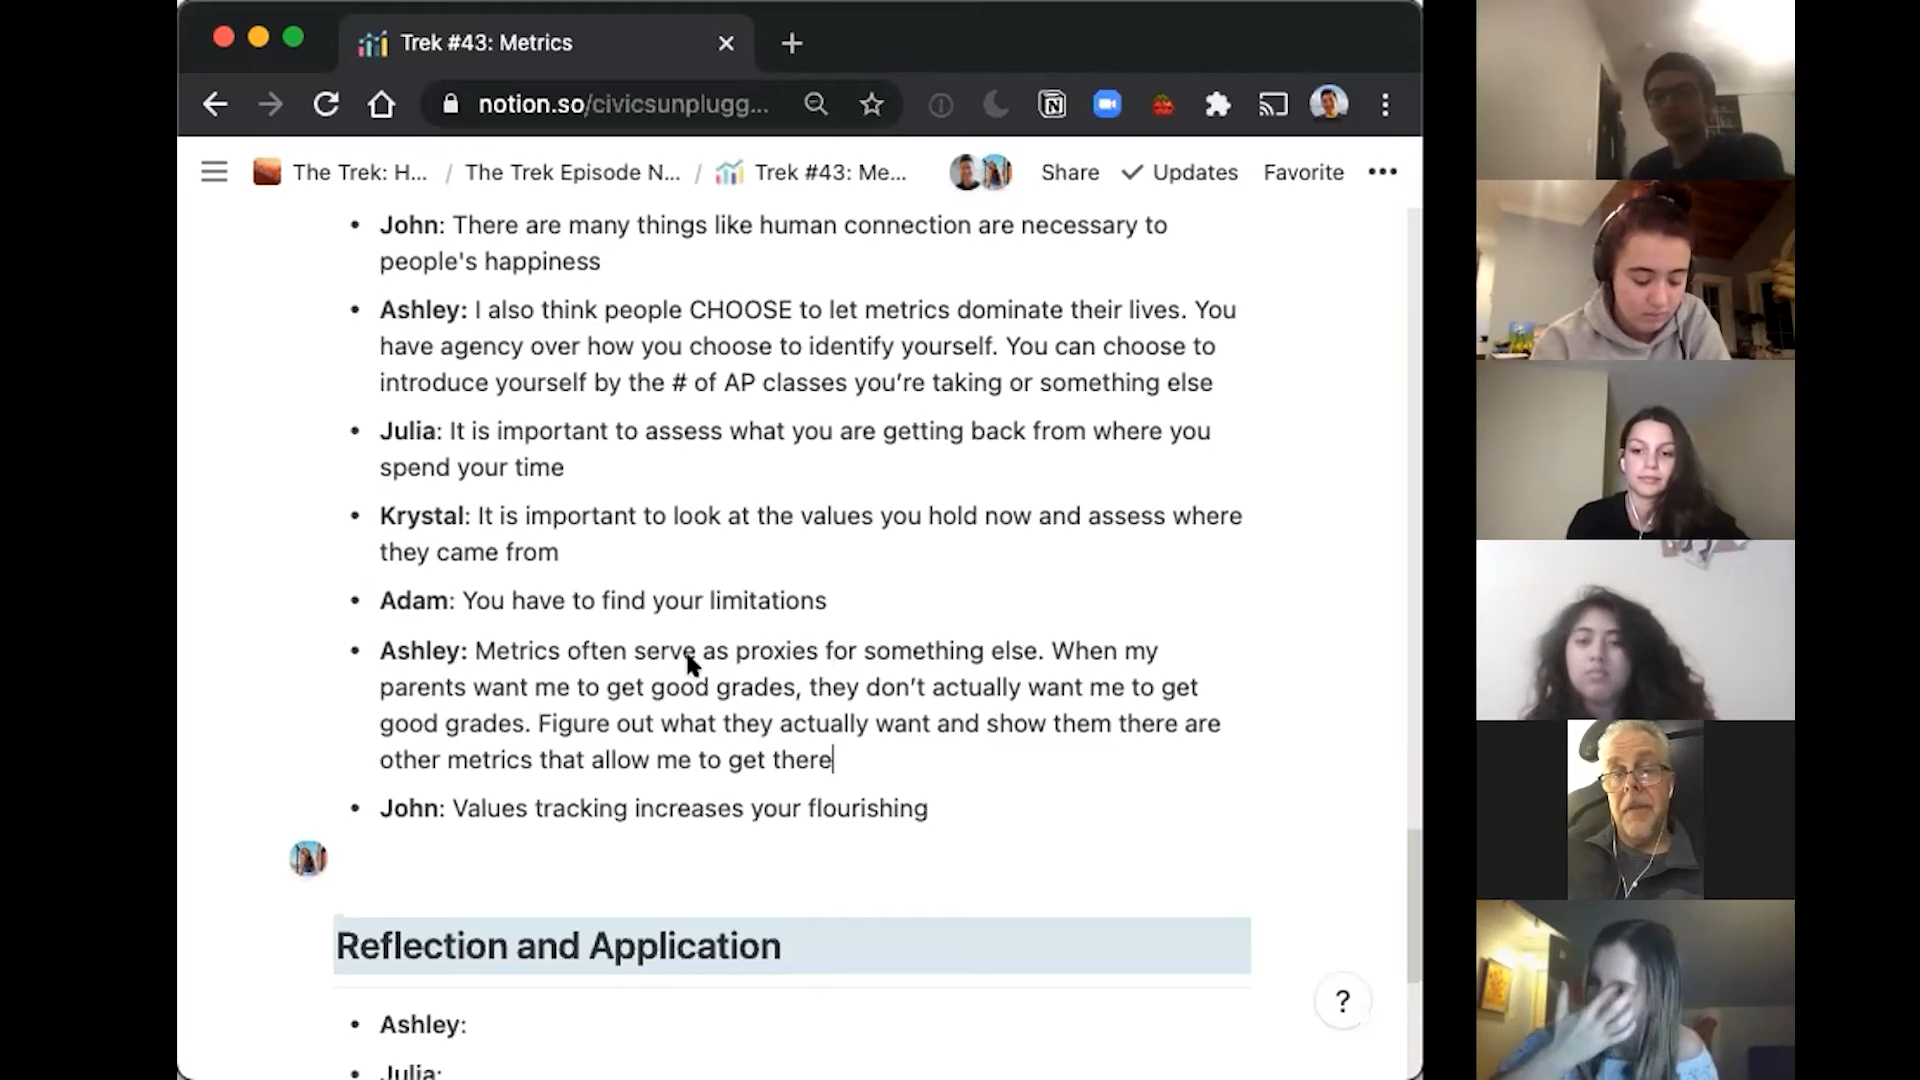 Trek #43: Metrics
notion.so/civicsunplugg...
The Trek: H... / The Trek Episode N... / Trek #43: Me... Share Updates Favorite
• John: There are many things like human connection are necessary to
people's happiness
• Ashley: I also think people CHOOSE to let metrics dominate their lives. You
have agency over how you choose to identify yourself. You can choose to
introduce yourself by the # of AP classes you’re taking or something else
• Julia: It is important to assess what you are getting back from where you
spend your time
• Krystal: It is important to look at the values you hold now and assess where
they came from
• Adam: You have to find your limitations
• Ashley: Metrics often serve as proxies for something else. When my
parents want me to get good grades, they don’t actually want me to get
good grades. Figure out what they actually want and show them there are
other metrics that allow me to get there
• John: Values tracking increases your flourishing
Reflection and Application
?
• Ashley:
• Julia: